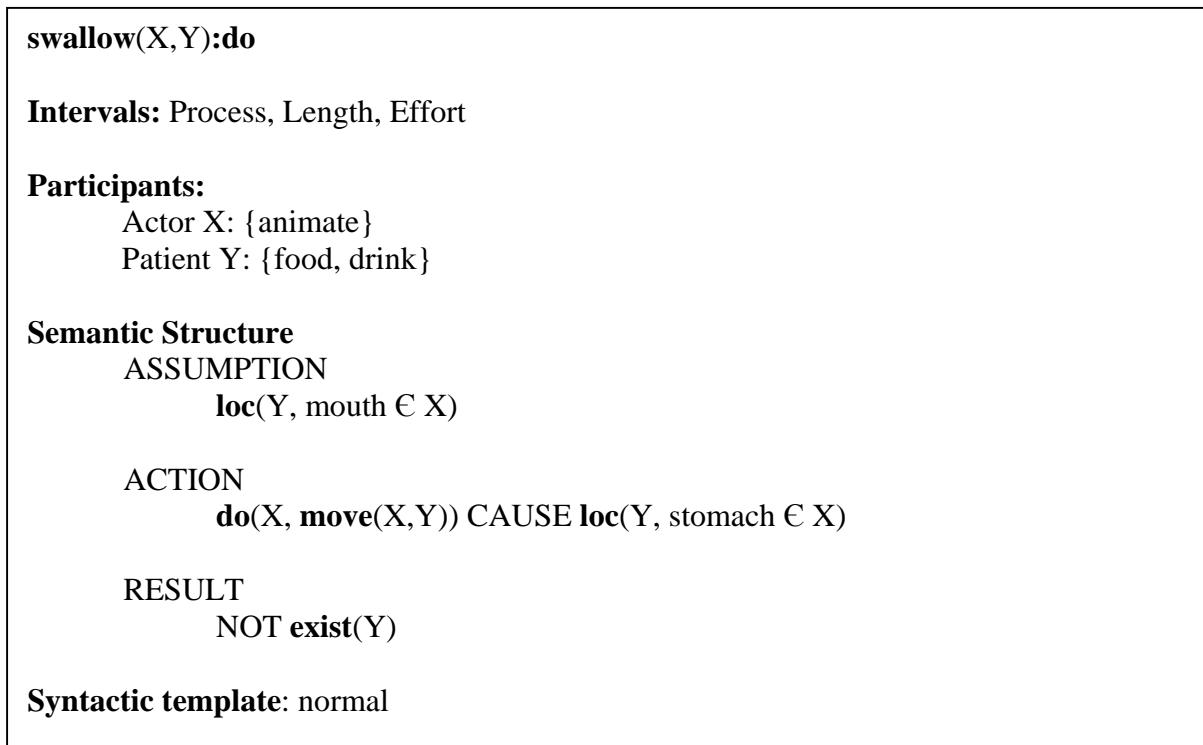 swallow(X,Y):do
Intervals: Process, Length, Effort
Participants:
Actor X: {animate}
Patient Y: {food, drink}
Semantic Structure
ASSUMPTION
loc(Y, mouth Є X)
ACTION
do(X, move(X,Y)) CAUSE loc(Y, stomach Є X)
RESULT
NOT exist(Y)
Syntactic template: normal